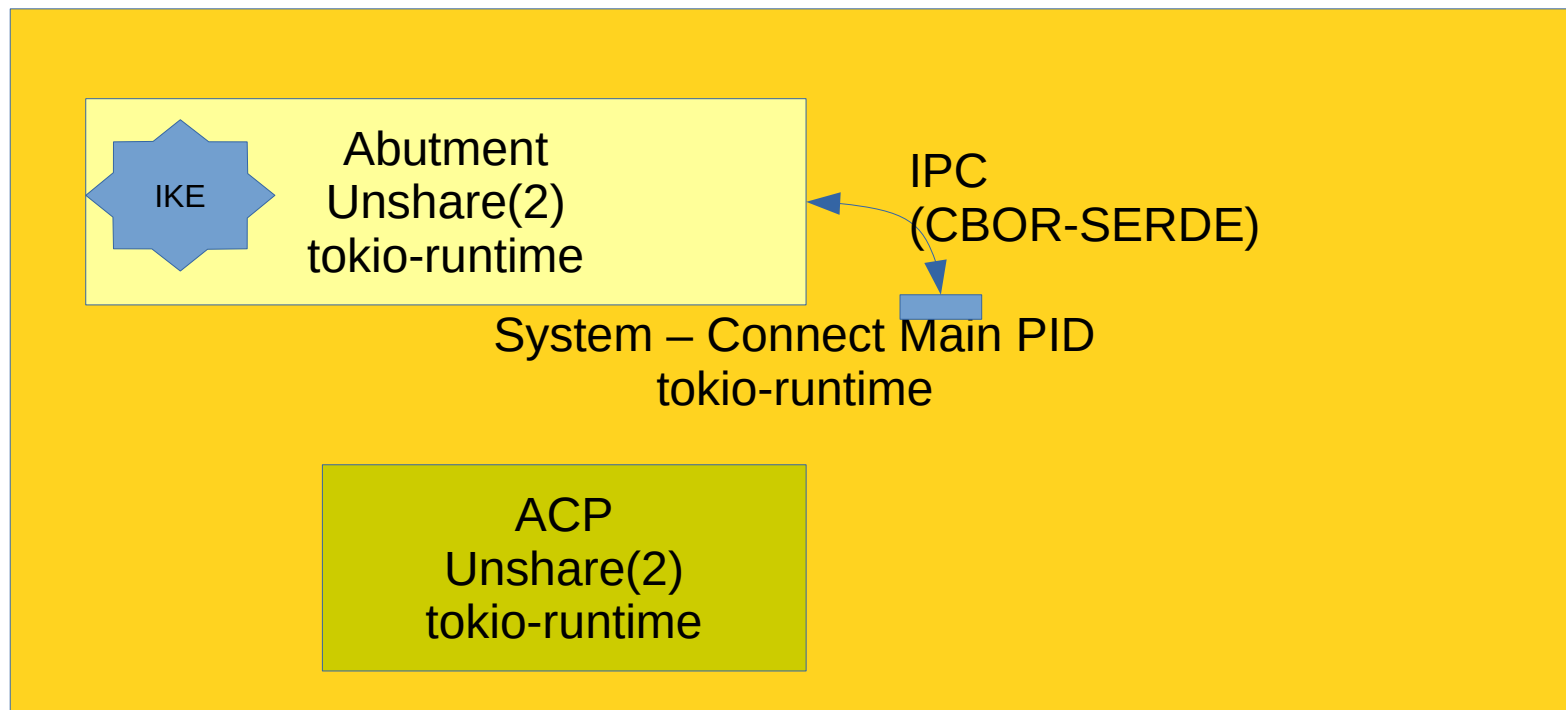 IKE
Abutment
Unshare(2)
tokio-runtime
IPC
(CBOR-SERDE)
System – Connect Main PID
tokio-runtime
ACP
Unshare(2)
tokio-runtime